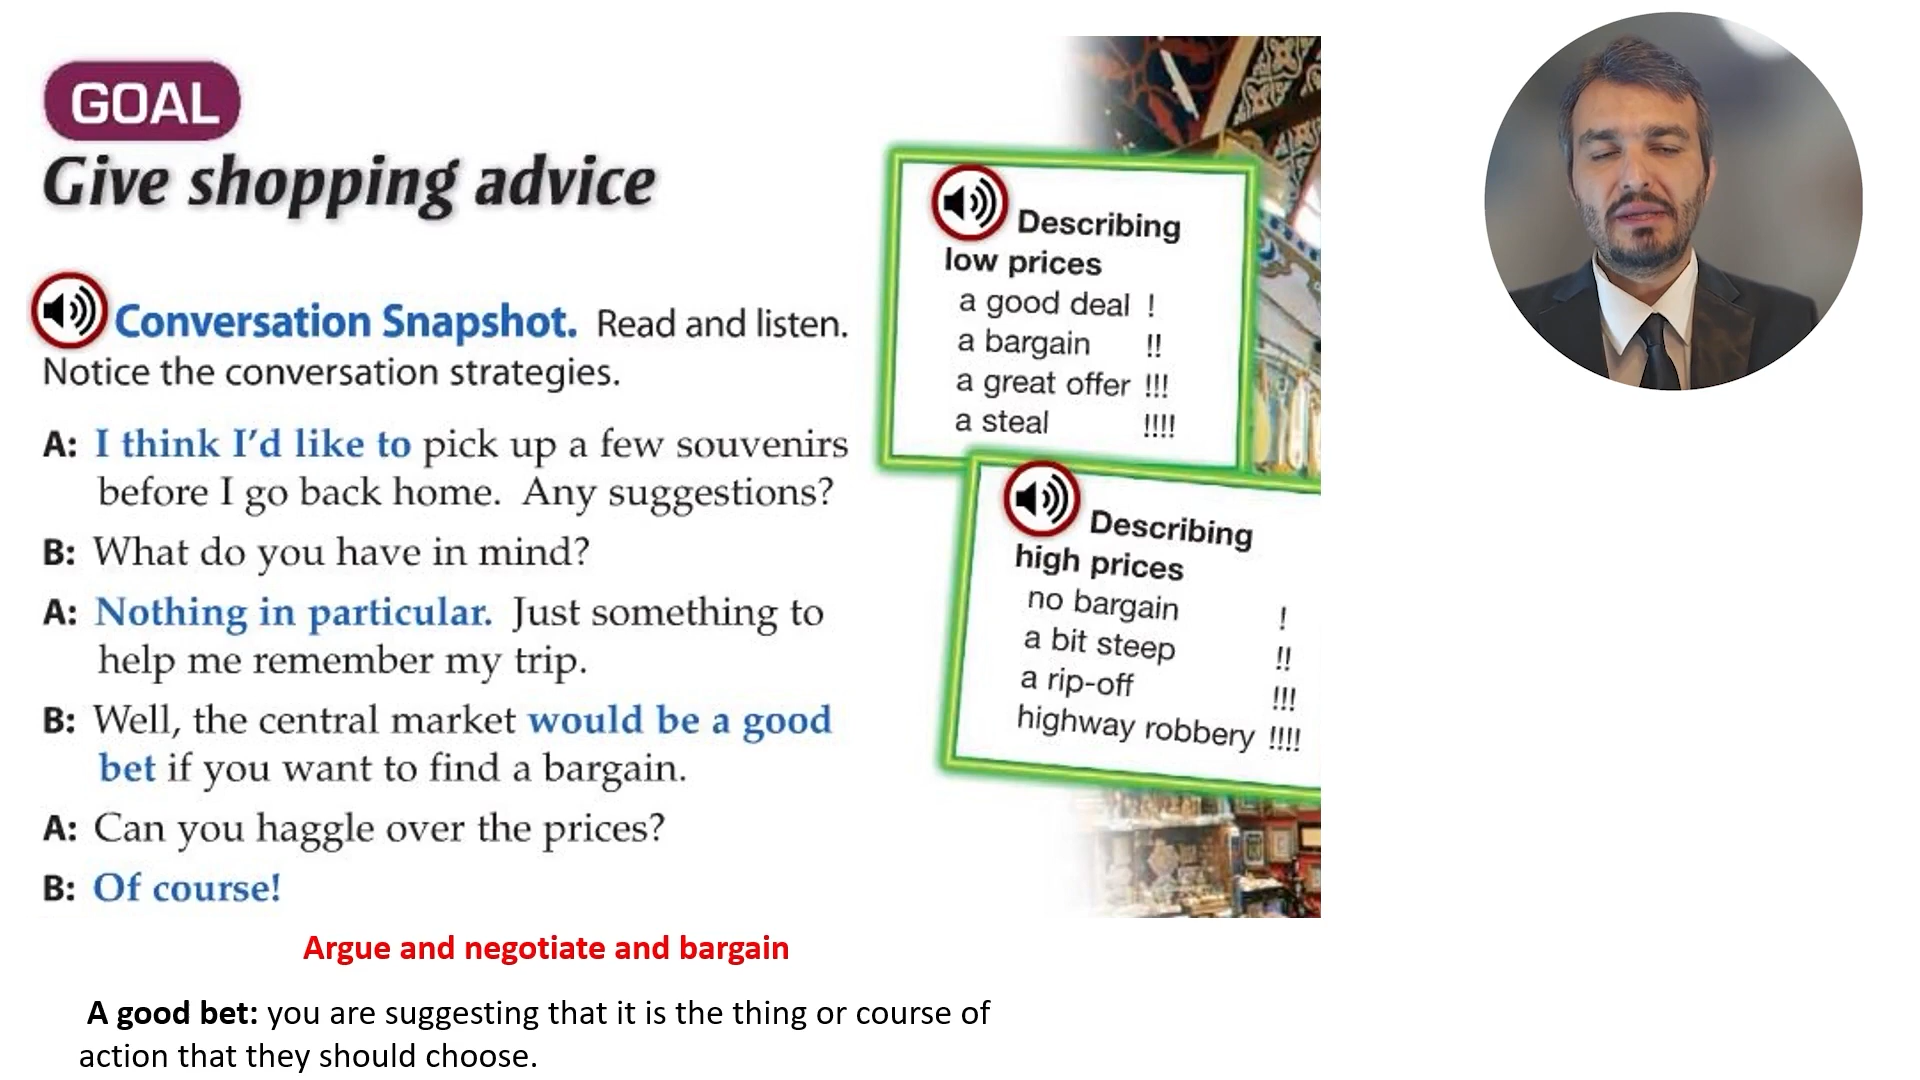 GOAL
Give shopping advice
Conversation Snapshot. Read and listen.
Notice the conversation strategies.
A: I think I'd like to pick up a few souvenirs
before I go back home. Any suggestions?
B: What do you have in mind?
A: Nothing in particular. Just something to
help me remember my trip.
B: Well, the central market would be a good
bet if you want to find a bargain.
A: Can you haggle over the prices?
B: Of course!
Describing
low prices
a good deal !
a bargain !!
a great offer !!!
a steal !!!!
Describing
high prices
no bargain !
a bit steep !!
a rip-off !!!
highway robbery !!!!
Argue and negotiate and bargain
A good bet: you are suggesting that it is the thing or course of
action that they should choose.